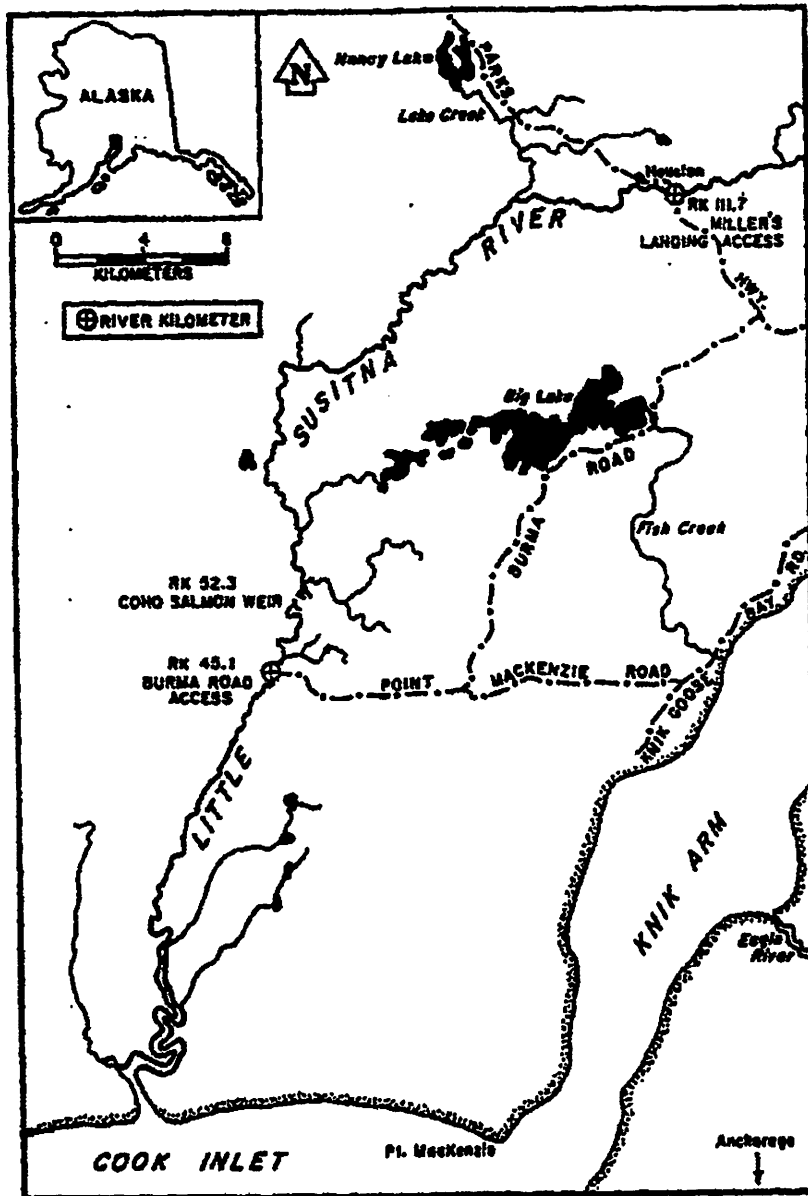 ALASKA
N
Nancy Lake
PARKS
Lake Creek
Houston
RK 111.7
MILLER'S
LANDING ACCESS
HWY.
0 4 8
KILOMETERS
⊕ RIVER KILOMETER
RIVER
SUSITNA
Big Lake
ROAD
BURMA
Fish Creek
RK 52.3
COHO SALMON WEIR
RK 45.1
BURMA ROAD
ACCESS
POINT MACKENZIE ROAD
KNIK GOOSE
BAY RD.
LITTLE
KNIK ARM
Eagle
River
COOK INLET
Pt. MacKenzie
Anchorage